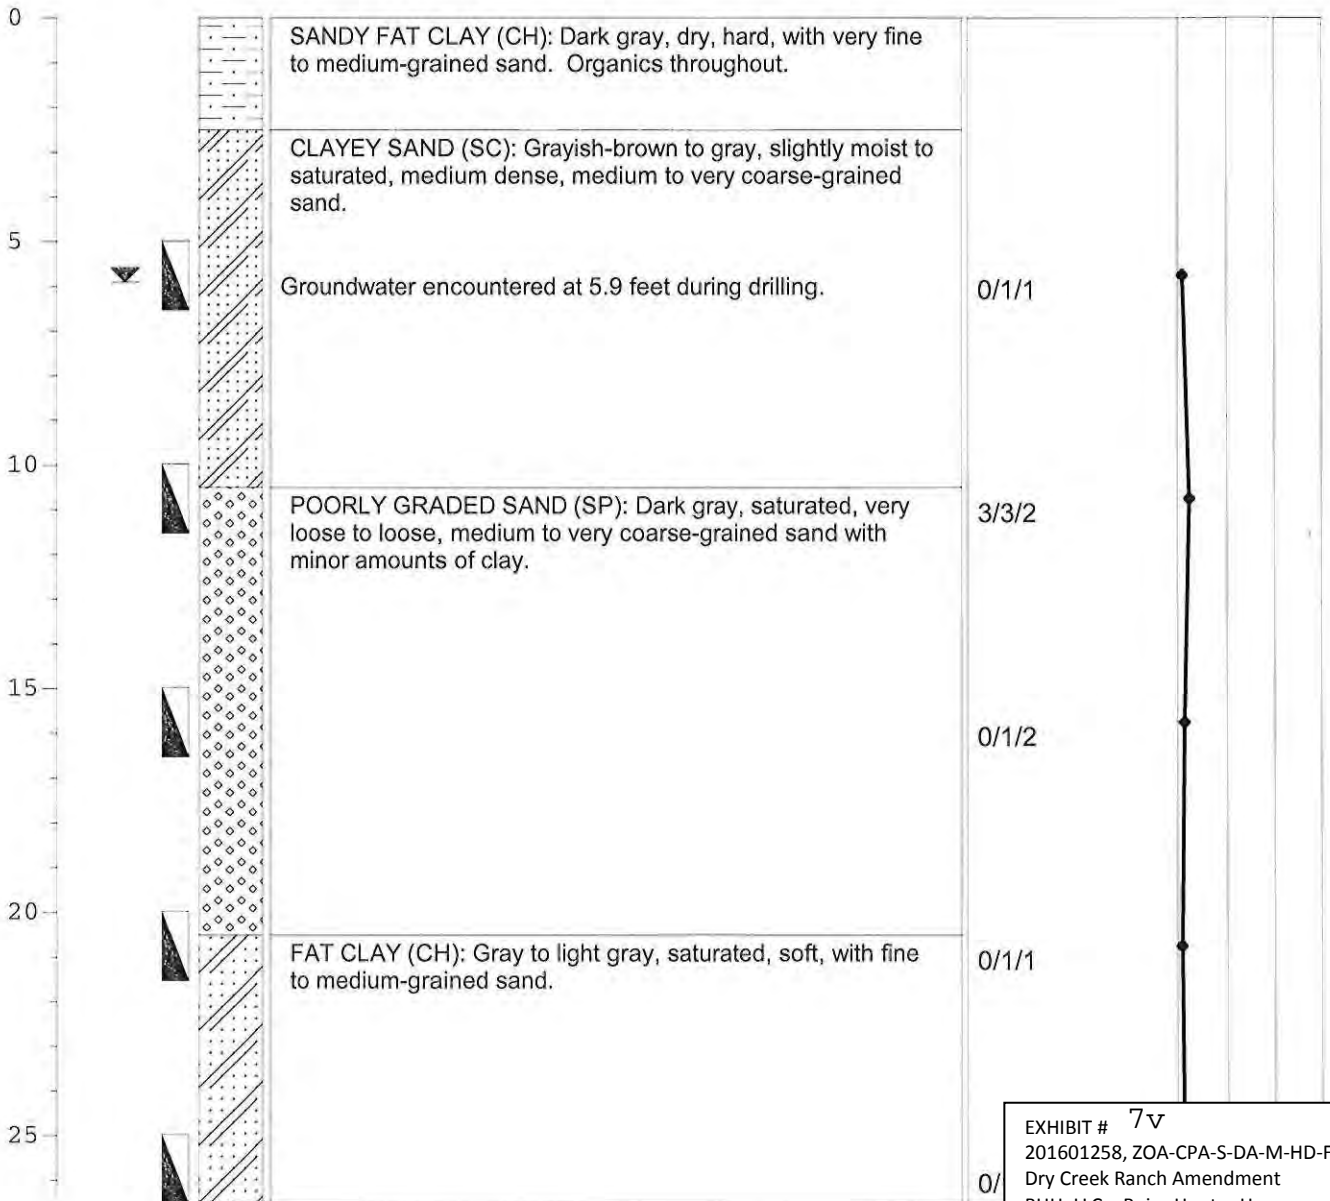 0
SANDY FAT CLAY (CH): Dark gray, dry, hard, with very fine
to medium-grained sand. Organics throughout.
CLAYEY SAND (SC): Grayish-brown to gray, slightly moist to
saturated, medium dense, medium to very coarse-grained
sand.
5
Groundwater encountered at 5.9 feet during drilling.
0/1/1
10
POORLY GRADED SAND (SP): Dark gray, saturated, very
loose to loose, medium to very coarse-grained sand with
minor amounts of clay.
3/3/2
15
0/1/2
20
FAT CLAY (CH): Gray to light gray, saturated, soft, with fine
to medium-grained sand.
0/1/1
25
0/
EXHIBIT # 7v
201601258, ZOA-CPA-S-DA-M-HD-F
Dry Creek Ranch Amendment